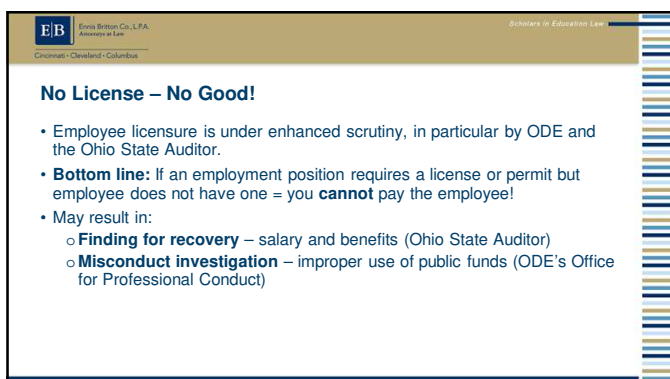 E|B
Ennis Britton Co., L.P.A.
Attorneys at Law
Cincinnati • Cleveland • Columbus
Scholars in Education Law
No License – No Good!
• Employee licensure is under enhanced scrutiny, in particular by ODE and
the Ohio State Auditor.
• Bottom line: If an employment position requires a license or permit but
employee does not have one = you cannot pay the employee!
• May result in:
o Finding for recovery – salary and benefits (Ohio State Auditor)
o Misconduct investigation – improper use of public funds (ODE's Office
for Professional Conduct)